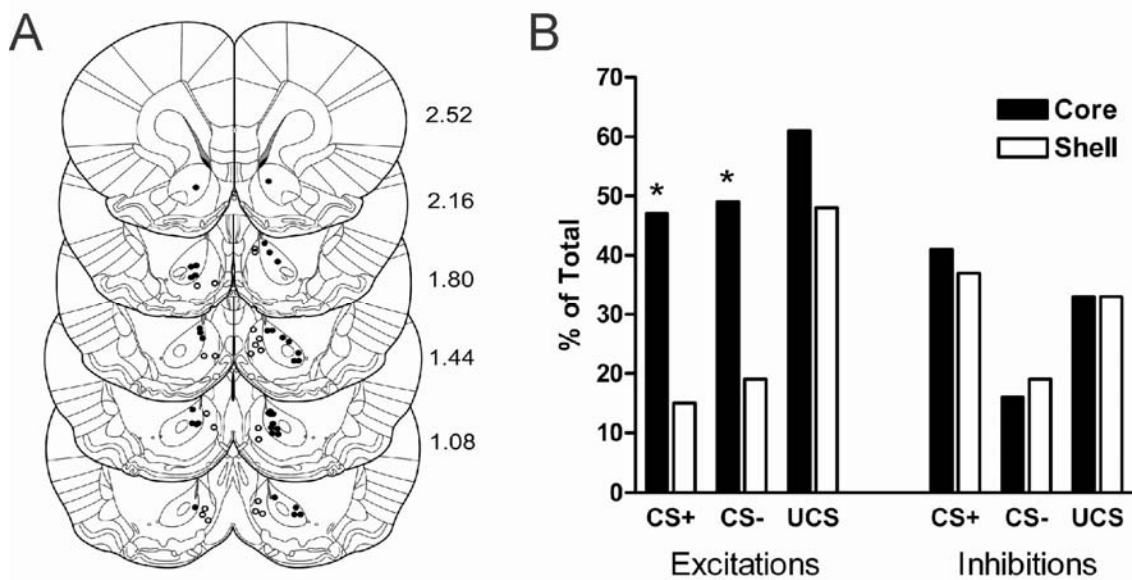 A
2.52
2.16
1.80
1.44
1.08
B
% of Total
70
60
50
40
30
20
10
0
* *
Core
Shell
CS+ CS- UCS CS+ CS- UCS
Excitations Inhibitions